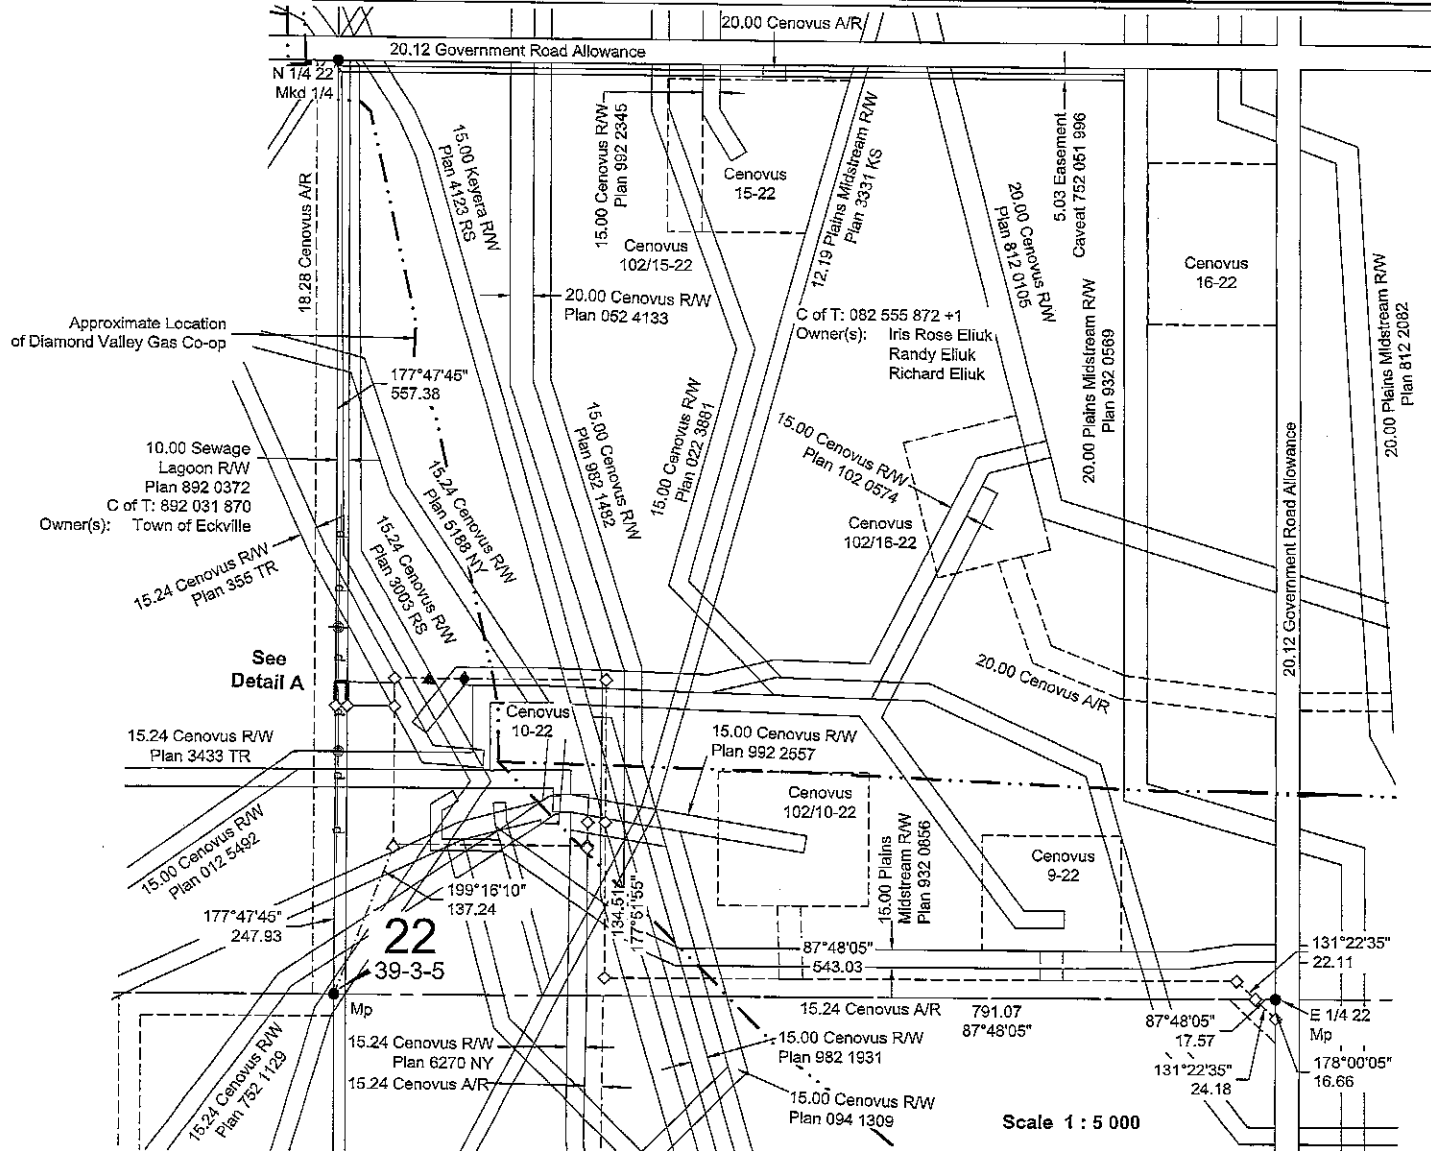 20.00 Cenovus A/R
20.12 Government Road Allowance
N 1/4 22
Mkd 1/4
18.28 Cenovus A/R
15.00 Keyera R/W
Plan 4123 RS
15.00 Cenovus R/W
Plan 992 2345
Cenovus
15-22
Cenovus
102/15-22
12.19 Plains Midstream R/W
Plan 3331 KS
20.00 Cenovus R/W
Plan 812 0105
5.03 Easement
Caveat 752 051 996
Cenovus
16-22
20.00 Plains Midstream R/W
Plan 812 2082
20.00 Cenovus R/W
Plan 052 4133
C of T: 082 555 872 +1
Owner(s): Iris Rose Eliuk
Randy Eliuk
Richard Eliuk
20.00 Plains Midstream R/W
Plan 932 0569
Approximate Location
of Diamond Valley Gas Co-op
177°47'45"
557.38
10.00 Sewage
Lagoon R/W
Plan 892 0372
C of T: 892 031 870
Owner(s): Town of Eckville
15.24 Cenovus R/W
Plan 355 TR
15.24 Cenovus R/W
Plan 3003 RS
15.24 Cenovus R/W
Plan 5188 NY
15.00 Cenovus R/W
Plan 982 1482
15.00 Cenovus R/W
Plan 022 3881
15.00 Cenovus R/W
Plan 102 0574
Cenovus
102/16-22
20.12 Government Road Allowance
20.00 Cenovus A/R
See
Detail A
Cenovus
10-22
15.24 Cenovus R/W
Plan 3433 TR
15.00 Cenovus R/W
Plan 992 2557
Cenovus
102/10-22
15.00 Plains
Midstream R/W
Plan 932 0856
Cenovus
9-22
15.00 Cenovus R/W
Plan 012 5492
177°47'45"
247.93
199°16'10"
137.24
22
39-3-5
134.51
177°51'55"
87°48'05"
543.03
131°22'35"
22.11
Mp
15.24 Cenovus A/R
791.07
87°48'05"
87°48'05"
17.57
E 1/4 22
Mp
131°22'35"
24.18
178°00'05"
16.66
15.24 Cenovus R/W
Plan 752 1129
15.24 Cenovus R/W
Plan 6270 NY
15.24 Cenovus A/R
15.00 Cenovus R/W
Plan 982 1931
15.00 Cenovus R/W
Plan 094 1309
Scale 1 : 5 000